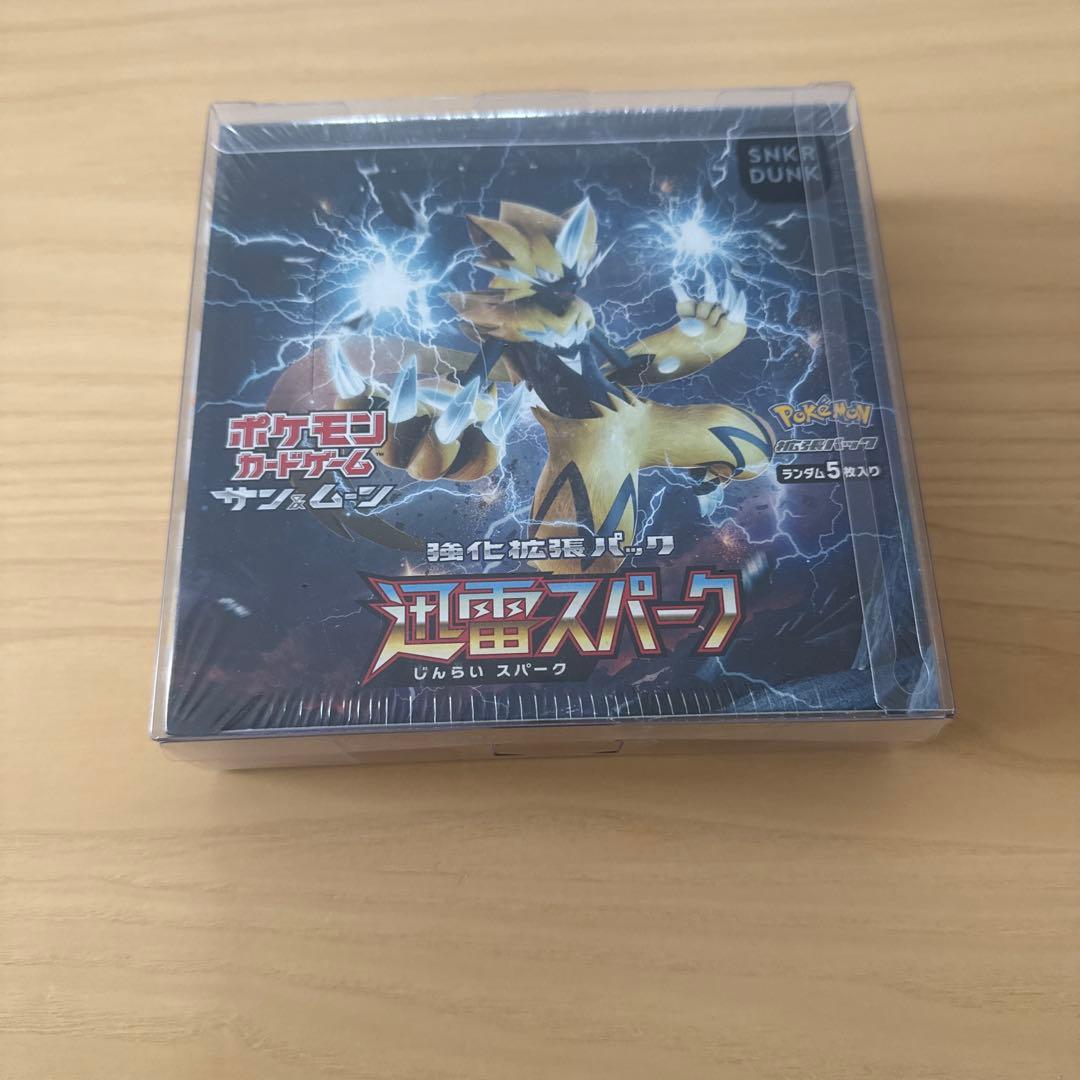 SNKR
DUNK
ポケモン
カードゲーム™
サン&ムーン
POKéMON
拡張パック
ランダム5枚入り
強化拡張パック
迅雷スパーク
じんらい スパーク